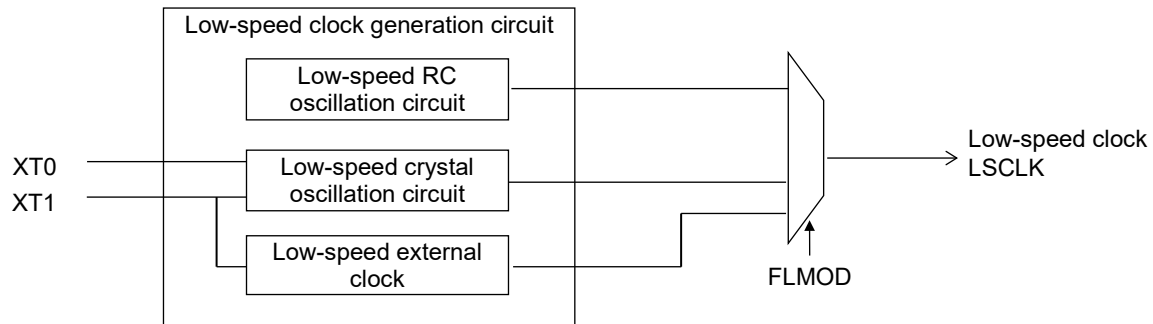 Low-speed clock generation circuit
Low-speed RC
oscillation circuit
XT0
XT1
Low-speed crystal
oscillation circuit
Low-speed external
clock
Low-speed clock
LSCLK
FLMOD